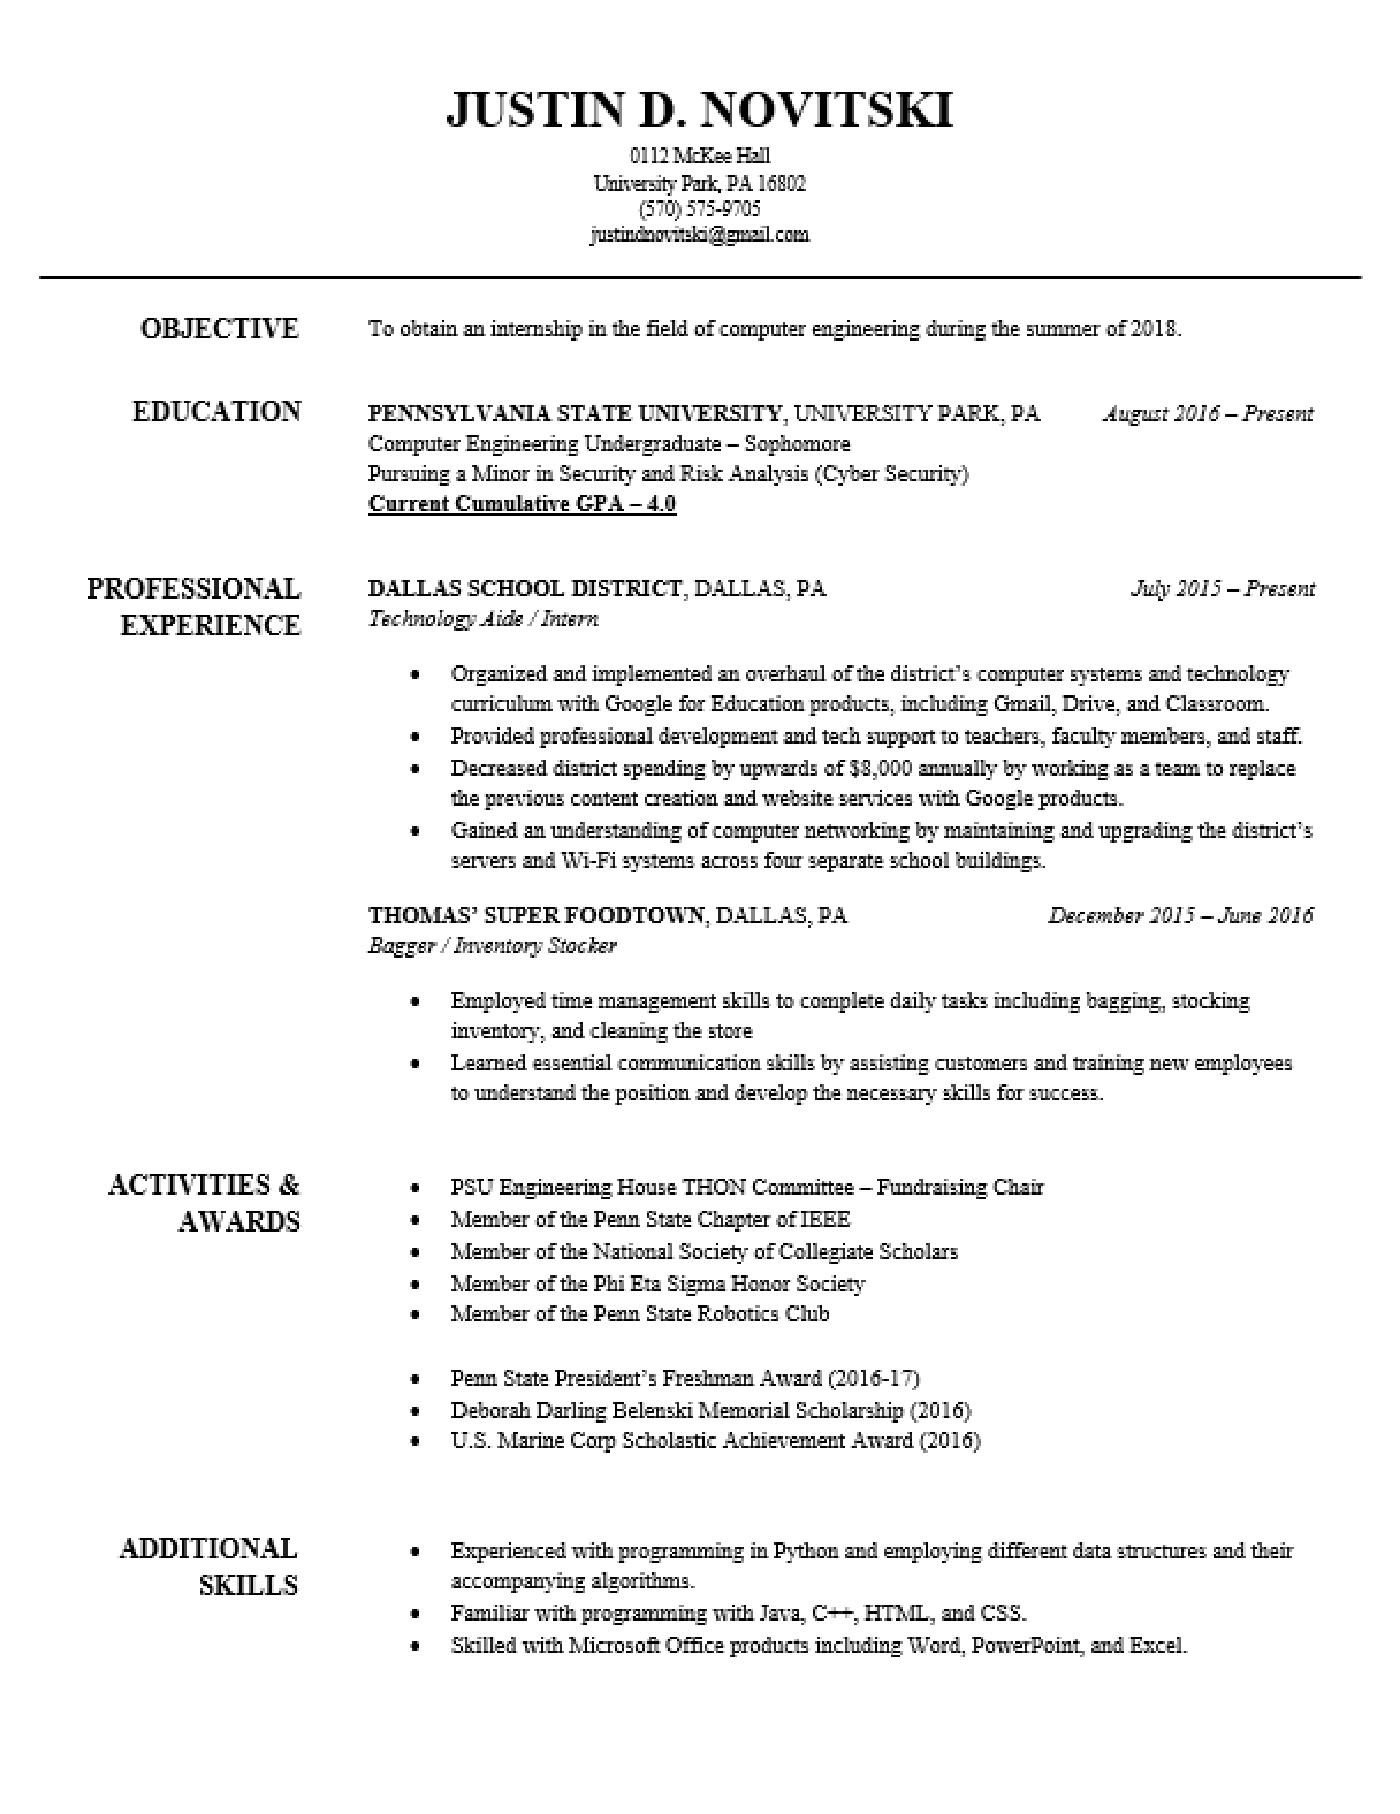 JUSTIN D. NOVITSKI
0112 McKee Hall
University Park, PA 16802
(570) 575-9705
justindnovitski@gmail.com
OBJECTIVE
To obtain an internship in the field of computer engineering during the summer of 2018.
EDUCATION
PENNSYLVANIA STATE UNIVERSITY, UNIVERSITY PARK, PA August 2016 – Present
Computer Engineering Undergraduate – Sophomore
Pursuing a Minor in Security and Risk Analysis (Cyber Security)
Current Cumulative GPA – 4.0
PROFESSIONAL
EXPERIENCE
DALLAS SCHOOL DISTRICT, DALLAS, PA July 2015 – Present
Technology Aide / Intern
• Organized and implemented an overhaul of the district’s computer systems and technology
curriculum with Google for Education products, including Gmail, Drive, and Classroom.
• Provided professional development and tech support to teachers, faculty members, and staff.
• Decreased district spending by upwards of $8,000 annually by working as a team to replace
the previous content creation and website services with Google products.
• Gained an understanding of computer networking by maintaining and upgrading the district’s
servers and Wi-Fi systems across four separate school buildings.
THOMAS’ SUPER FOODTOWN, DALLAS, PA December 2015 – June 2016
Bagger / Inventory Stocker
• Employed time management skills to complete daily tasks including bagging, stocking
inventory, and cleaning the store
• Learned essential communication skills by assisting customers and training new employees
to understand the position and develop the necessary skills for success.
ACTIVITIES &
AWARDS
• PSU Engineering House THON Committee – Fundraising Chair
• Member of the Penn State Chapter of IEEE
• Member of the National Society of Collegiate Scholars
• Member of the Phi Eta Sigma Honor Society
• Member of the Penn State Robotics Club
• Penn State President’s Freshman Award (2016-17)
• Deborah Darling Belenski Memorial Scholarship (2016)
• U.S. Marine Corp Scholastic Achievement Award (2016)
ADDITIONAL
SKILLS
• Experienced with programming in Python and employing different data structures and their
accompanying algorithms.
• Familiar with programming with Java, C++, HTML, and CSS.
• Skilled with Microsoft Office products including Word, PowerPoint, and Excel.